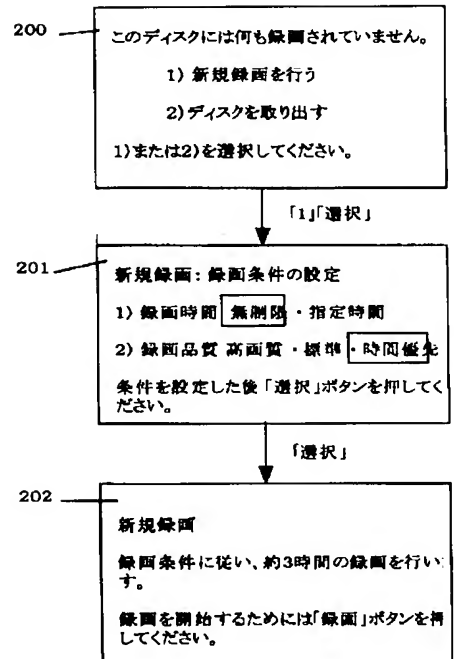 200
このディスクには何も録画されていません。
1) 新規録画を行う
2)ディスクを取り出す
1)または2)を選択してください。
「1」「選択」
201
新規録画: 録画条件の設定
1) 録画時間 無制限・指定時間
2) 録画品質 高画質・標準・時間優先
条件を設定した後「選択」ボタンを押してく
ださい。
「選択」
202
新規録画
録画条件に従い、約3時間の録画を行い
す。
録画を開始するためには「録画」ボタンを押
してください。